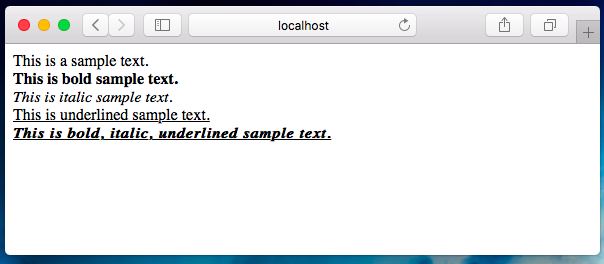 localhost
This is a sample text.
This is bold sample text.
This is italic sample text.
This is underlined sample text.
This is bold, italic, underlined sample text.